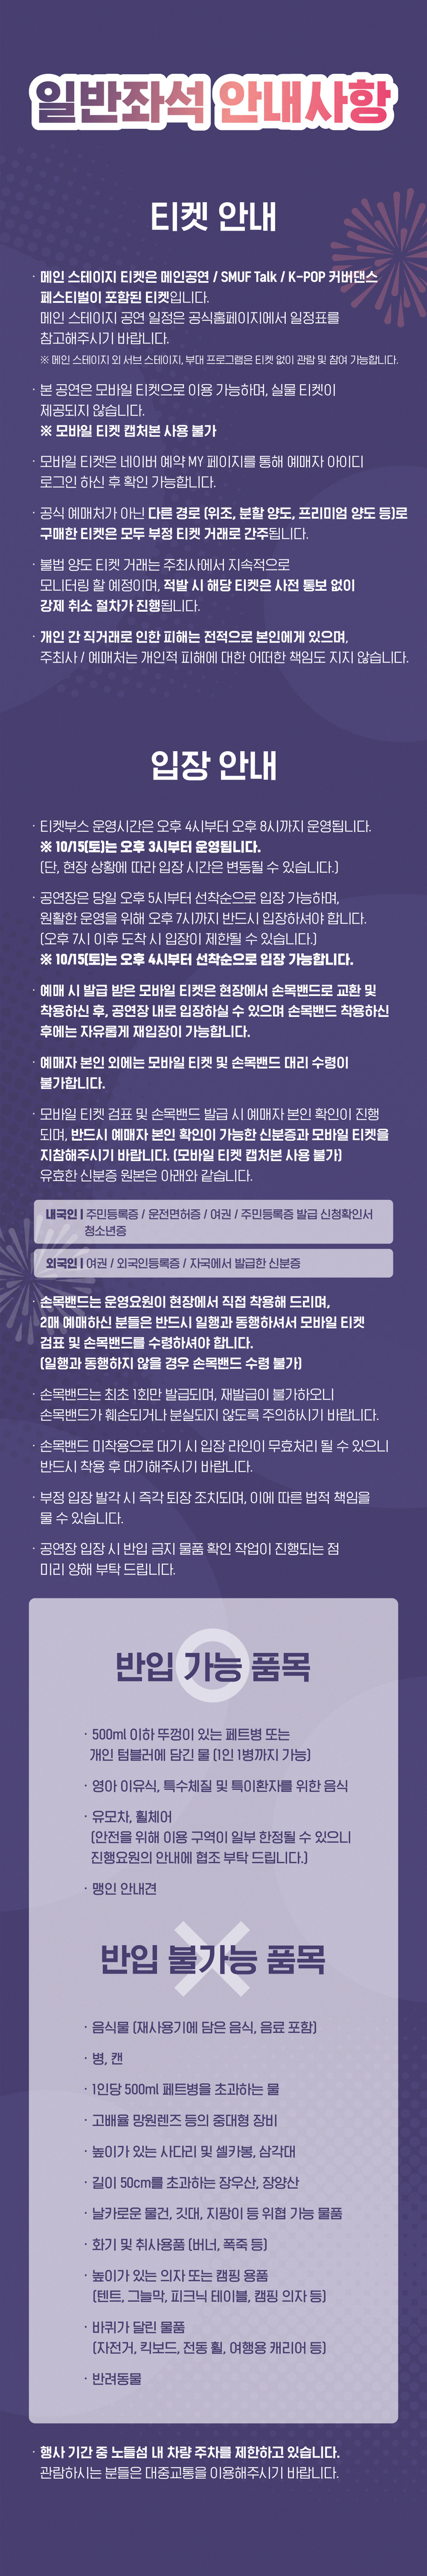 일반좌석 안내사항
티켓 안내
· 메인 스테이지 티켓은 메인공연 / SMUF Talk / K-POP 커버댄스
페스티벌이 포함된 티켓입니다.
메인 스테이지 공연 일정은 공식홈페이지에서 일정표를
참고해주시기 바랍니다.
※ 메인 스테이지 외 서브 스테이지, 부대 프로그램은 티켓 없이 관람 및 참여 가능합니다.
· 본 공연은 모바일 티켓으로 이용 가능하며, 실물 티켓이
제공되지 않습니다.
※ 모바일 티켓 캡처본 사용 불가
· 모바일 티켓은 네이버 예약 MY 페이지를 통해 예매자 아이디
로그인 하신 후 확인 가능합니다.
· 공식 예매처가 아닌 다른 경로 (위조, 분할 양도, 프리미엄 양도 등)로
구매한 티켓은 모두 부정 티켓 거래로 간주됩니다.
· 불법 양도 티켓 거래는 주최사에서 지속적으로
모니터링 할 예정이며, 적발 시 해당 티켓은 사전 통보 없이
강제 취소 절차가 진행됩니다.
· 개인 간 직거래로 인한 피해는 전적으로 본인에게 있으며,
주최사 / 예매처는 개인적 피해에 대한 어떠한 책임도 지지 않습니다.
입장 안내
· 티켓부스 운영시간은 오후 4시부터 오후 8시까지 운영됩니다.
※ 10/15(토)는 오후 3시부터 운영됩니다.
(단, 현장 상황에 따라 입장 시간은 변동될 수 있습니다.)
· 공연장은 당일 오후 5시부터 선착순으로 입장 가능하며,
원활한 운영을 위해 오후 7시까지 반드시 입장하셔야 합니다.
(오후 7시 이후 도착 시 입장이 제한될 수 있습니다.)
※ 10/15(토)는 오후 4시부터 선착순으로 입장 가능합니다.
· 예매 시 발급 받은 모바일 티켓은 현장에서 손목밴드로 교환 및
착용하신 후, 공연장 내로 입장하실 수 있으며 손목밴드 착용하신
후에는 자유롭게 재입장이 가능합니다.
· 예매자 본인 외에는 모바일 티켓 및 손목밴드 대리 수령이
불가합니다.
· 모바일 티켓 검표 및 손목밴드 발급 시 예매자 본인 확인이 진행
되며, 반드시 예매자 본인 확인이 가능한 신분증과 모바일 티켓을
지참해주시기 바랍니다. (모바일 티켓 캡처본 사용 불가)
유효한 신분증 원본은 아래와 같습니다.
내국인 | 주민등록증 / 운전면허증 / 여권 / 주민등록증 발급 신청확인서
청소년증
외국인 | 여권 / 외국인등록증 / 자국에서 발급한 신분증
· 손목밴드는 운영요원이 현장에서 직접 착용해 드리며,
2매 예매하신 분들은 반드시 일행과 동행하셔서 모바일 티켓
검표 및 손목밴드를 수령하셔야 합니다.
(일행과 동행하지 않을 경우 손목밴드 수령 불가)
· 손목밴드는 최초 1회만 발급되며, 재발급이 불가하오니
손목밴드가 훼손되거나 분실되지 않도록 주의하시기 바랍니다.
· 손목밴드 미착용으로 대기 시 입장 라인이 무효처리 될 수 있으니
반드시 착용 후 대기해주시기 바랍니다.
· 부정 입장 발각 시 즉각 퇴장 조치되며, 이에 따른 법적 책임을
물 수 있습니다.
· 공연장 입장 시 반입 금지 물품 확인 작업이 진행되는 점
미리 양해 부탁 드립니다.
반입 가능 품목
· 500ml 이하 뚜껑이 있는 페트병 또는
개인 텀블러에 담긴 물 (1인 1병까지 가능)
· 영아 이유식, 특수체질 및 특이환자를 위한 음식
· 유모차, 휠체어
(안전을 위해 이용 구역이 일부 한정될 수 있으니
진행요원의 안내에 협조 부탁 드립니다.)
· 맹인 안내견
반입 불가능 품목
· 음식물 (재사용기에 담은 음식, 음료 포함)
· 병, 캔
· 1인당 500ml 페트병을 초과하는 물
· 고배율 망원렌즈 등의 중대형 장비
· 높이가 있는 사다리 및 셀카봉, 삼각대
· 길이 50cm를 초과하는 장우산, 장양산
· 날카로운 물건, 깃대, 지팡이 등 위협 가능 물품
· 화기 및 취사용품 (버너, 폭죽 등)
· 높이가 있는 의자 또는 캠핑 용품
(텐트, 그늘막, 피크닉 테이블, 캠핑 의자 등)
· 바퀴가 달린 물품
(자전거, 킥보드, 전동 휠, 여행용 캐리어 등)
· 반려동물
· 행사 기간 중 노들섬 내 차량 주차를 제한하고 있습니다.
관람하시는 분들은 대중교통을 이용해주시기 바랍니다.